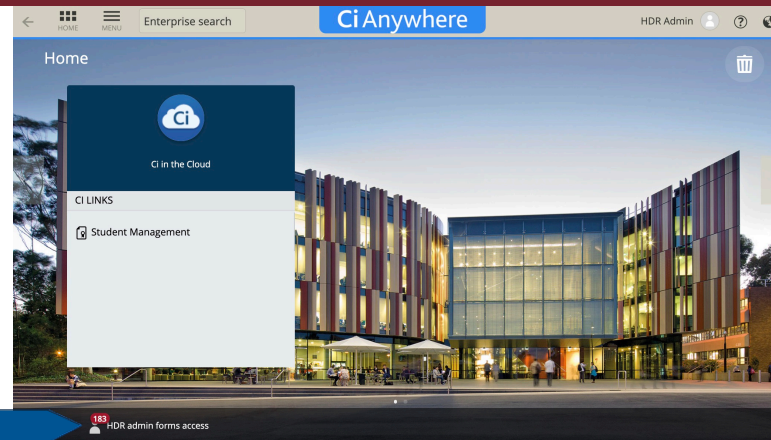 HOME
MENU
Enterprise search
Ci Anywhere
HDR Admin
?
Home
Ci
Ci in the Cloud
CI LINKS
Student Management
183
HDR admin forms access